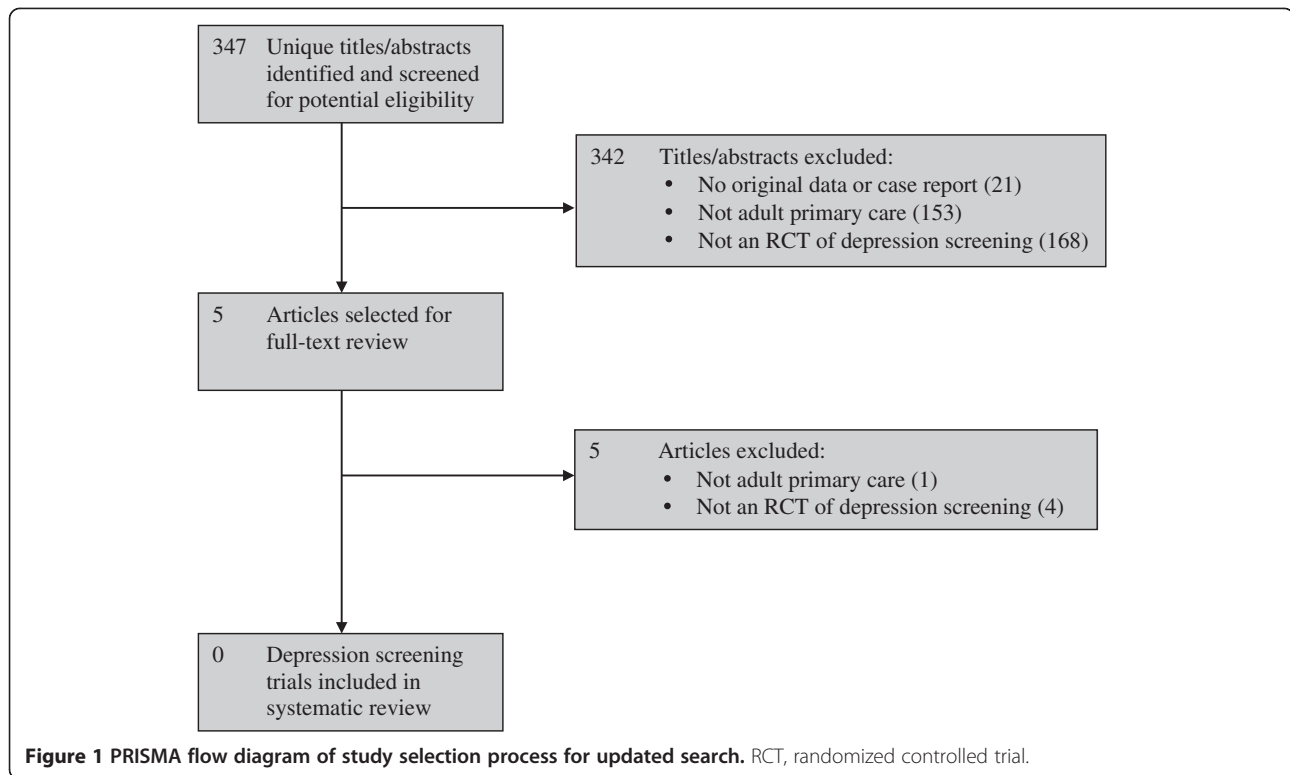 347 Unique titles/abstracts
identified and screened
for potential eligibility
342 Titles/abstracts excluded:
• No original data or case report (21)
• Not adult primary care (153)
• Not an RCT of depression screening (168)
5 Articles selected for
full-text review
5 Articles excluded:
• Not adult primary care (1)
• Not an RCT of depression screening (4)
0 Depression screening
trials included in
systematic review
Figure 1 PRISMA flow diagram of study selection process for updated search. RCT, randomized controlled trial.